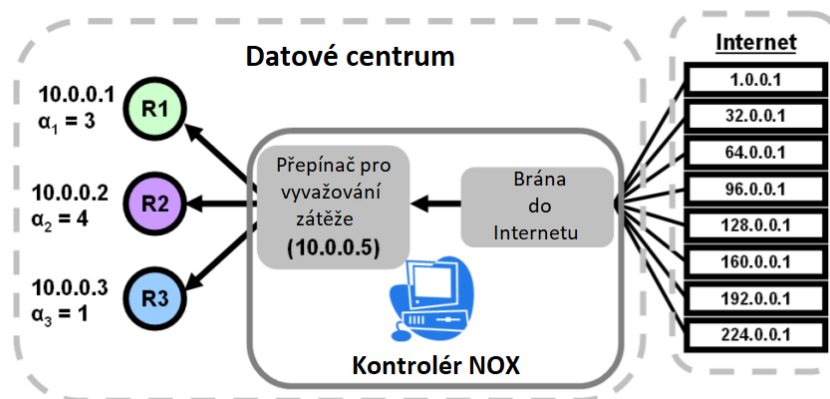 Datové centrum
Internet
10.0.0.1
α1 = 3
R1
10.0.0.2
α2 = 4
R2
10.0.0.3
α3 = 1
R3
Přepínač pro
vyvažování
zátěže
(10.0.0.5)
Brána
do
Internetu
Kontrolér NOX
1.0.0.1
32.0.0.1
64.0.0.1
96.0.0.1
128.0.0.1
160.0.0.1
192.0.0.1
224.0.0.1